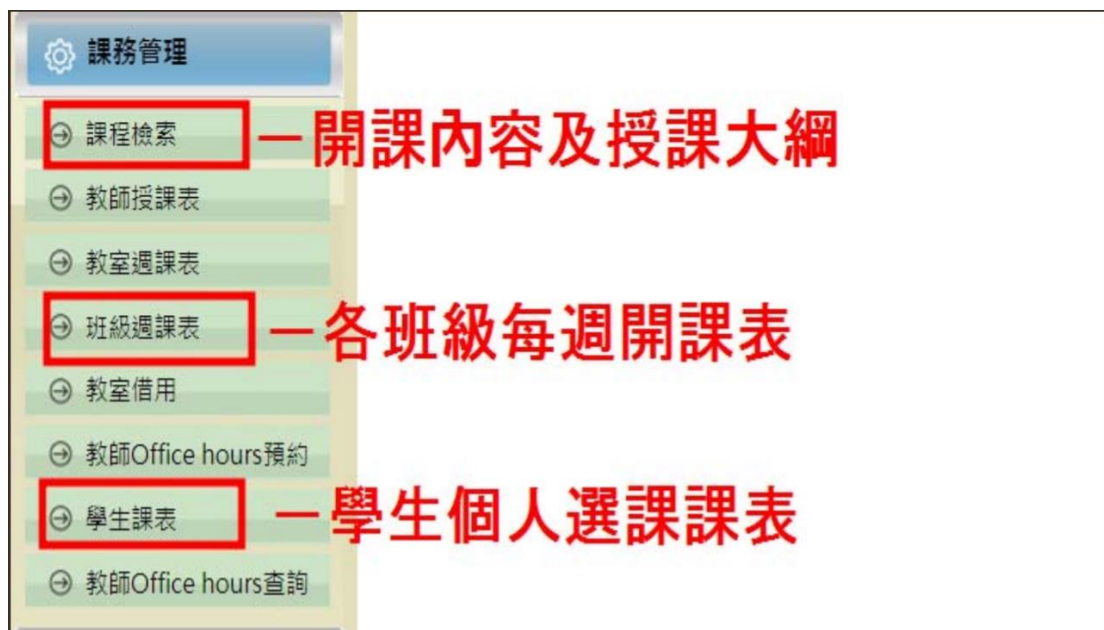 課務管理
課程檢索 －開課內容及授課大綱
教師授課表
教室週課表
班級週課表 －各班級每週開課表
教室借用
教師Office hours預約
學生課表 －學生個人選課課表
教師Office hours查詢